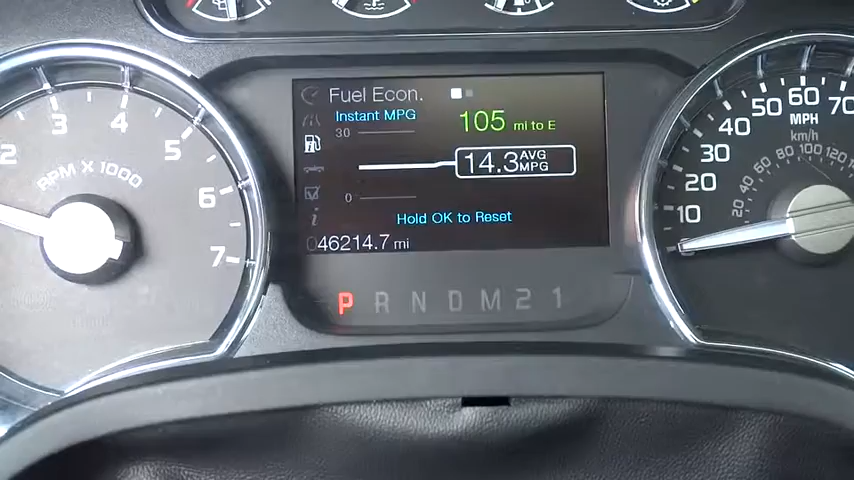 Fuel Econ.
Instant MPG
30
105 mi to E
14.3 AVG MPG
0
Hold OK to Reset
046214.7 mi
P R N D M 2 1
2 3 4 5 6 7
RPM X 1000
10 20 30 40 50 60 70
MPH
km/h
20 40 60 80 100 120